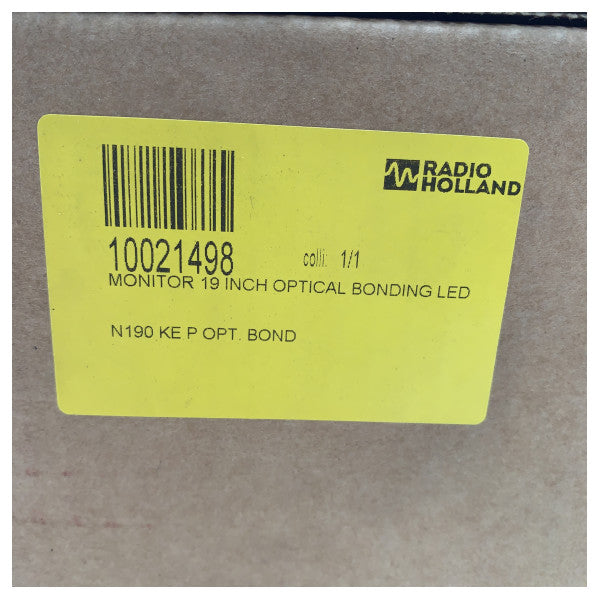 RADIO
HOLLAND
10021498 colli: 1/1
MONITOR 19 INCH OPTICAL BONDING LED
N190 KE P OPT. BOND